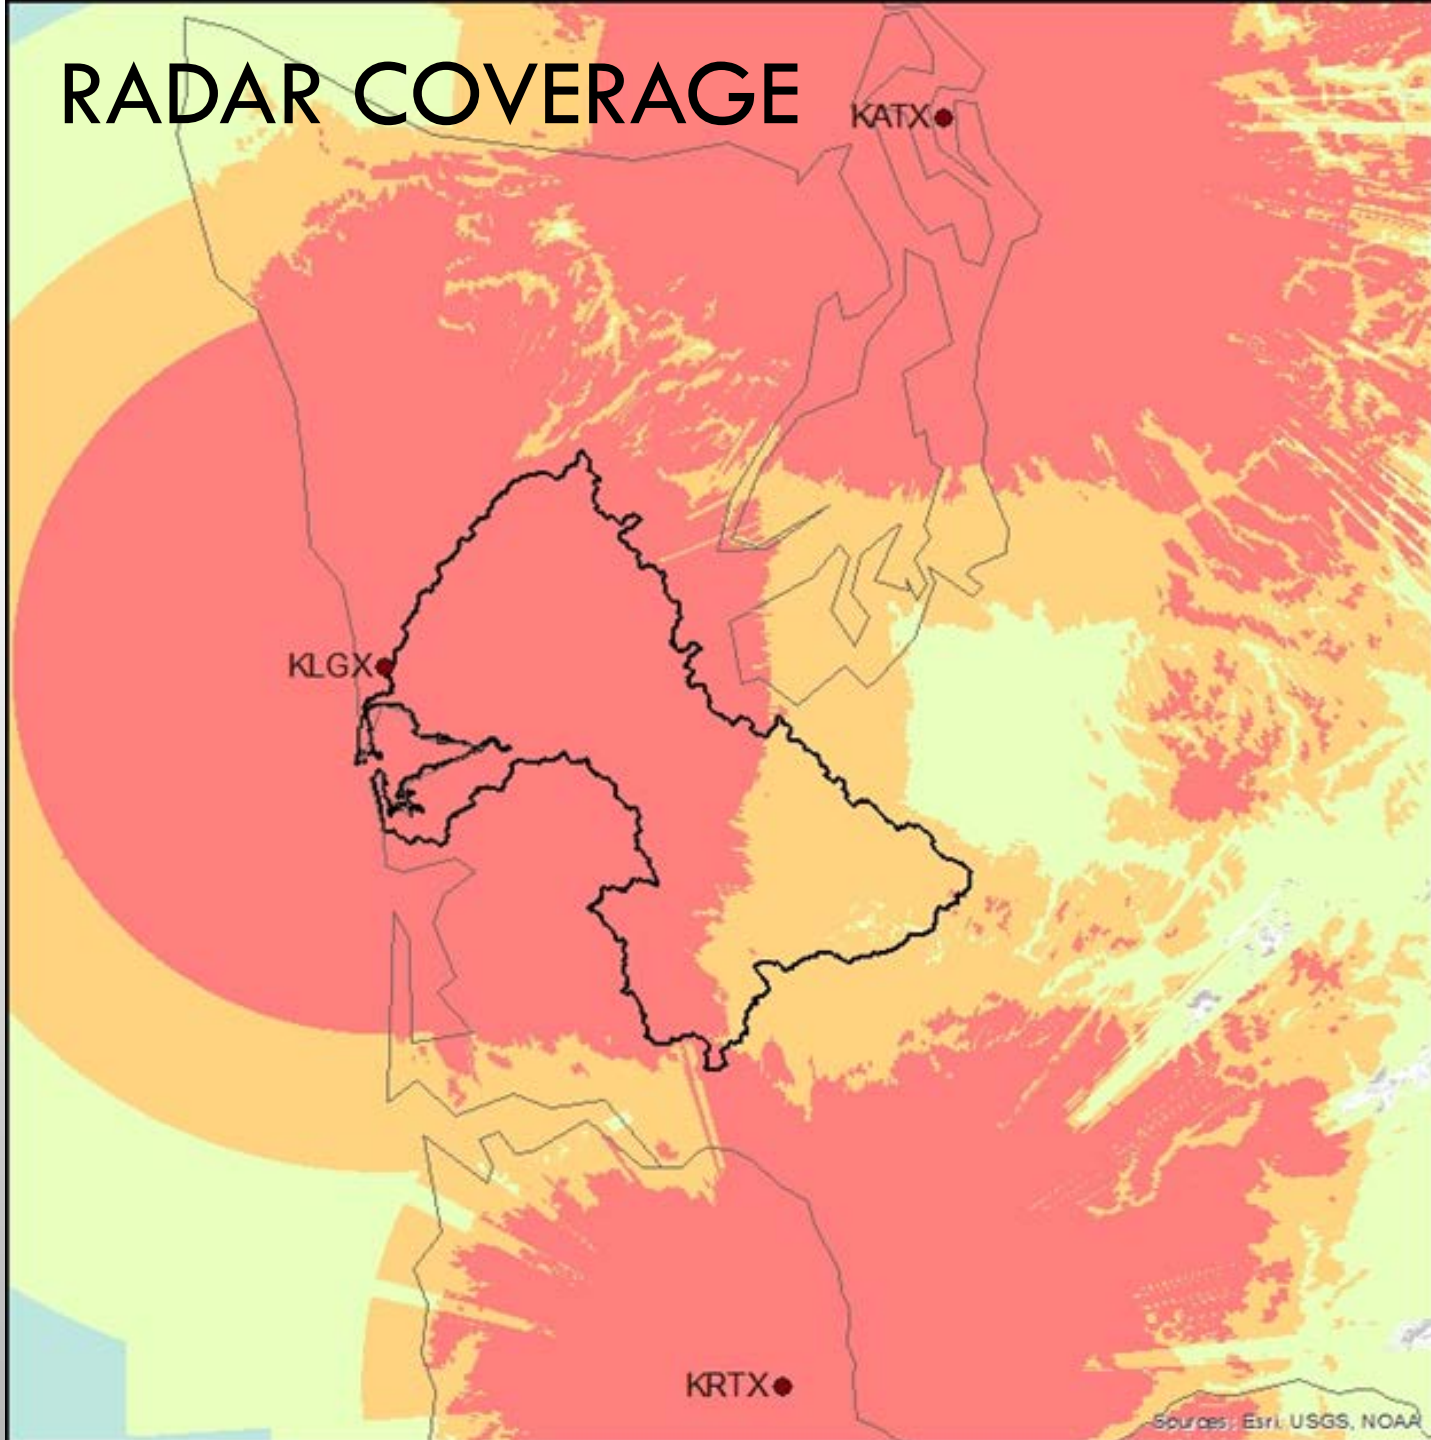 RADAR COVERAGE
KATX
KLGX
KRTX
Sources: Esri, USGS, NOAA